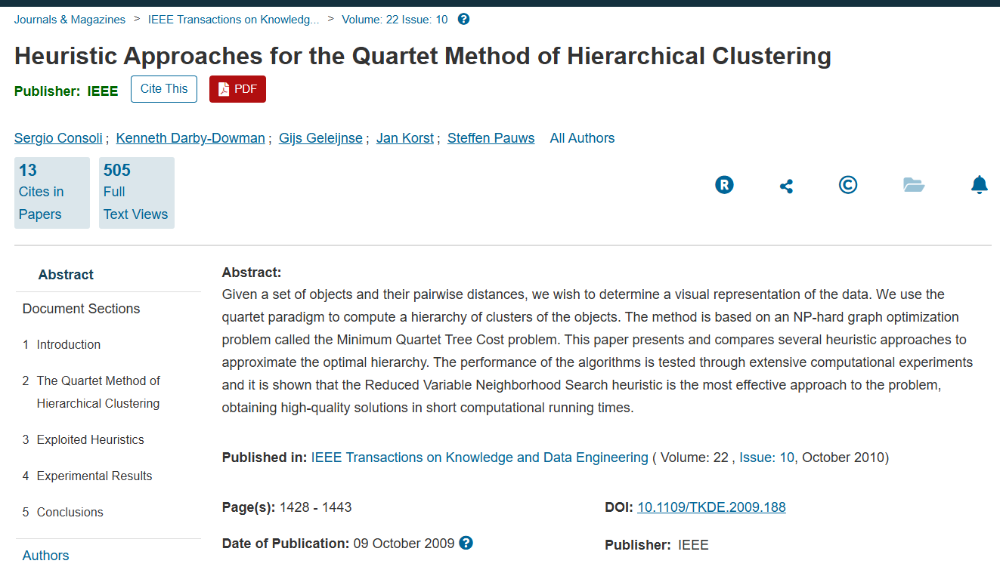 Journals & Magazines > IEEE Transactions on Knowledg... > Volume: 22 Issue: 10 ?
Heuristic Approaches for the Quartet Method of Hierarchical Clustering
Publisher: IEEE Cite This PDF
Sergio Consoli ; Kenneth Darby-Dowman ; Gijs Geleijnse ; Jan Korst ; Steffen Pauws All Authors
13
Cites in
Papers
505
Full
Text Views
R ©
Abstract
Document Sections
1 Introduction
2 The Quartet Method of
Hierarchical Clustering
3 Exploited Heuristics
4 Experimental Results
5 Conclusions
Authors
Abstract:
Given a set of objects and their pairwise distances, we wish to determine a visual representation of the data. We use the
quartet paradigm to compute a hierarchy of clusters of the objects. The method is based on an NP-hard graph optimization
problem called the Minimum Quartet Tree Cost problem. This paper presents and compares several heuristic approaches to
approximate the optimal hierarchy. The performance of the algorithms is tested through extensive computational experiments
and it is shown that the Reduced Variable Neighborhood Search heuristic is the most effective approach to the problem,
obtaining high-quality solutions in short computational running times.
Published in: IEEE Transactions on Knowledge and Data Engineering ( Volume: 22 , Issue: 10, October 2010)
Page(s): 1428 - 1443
DOI: 10.1109/TKDE.2009.188
Date of Publication: 09 October 2009 ?
Publisher: IEEE